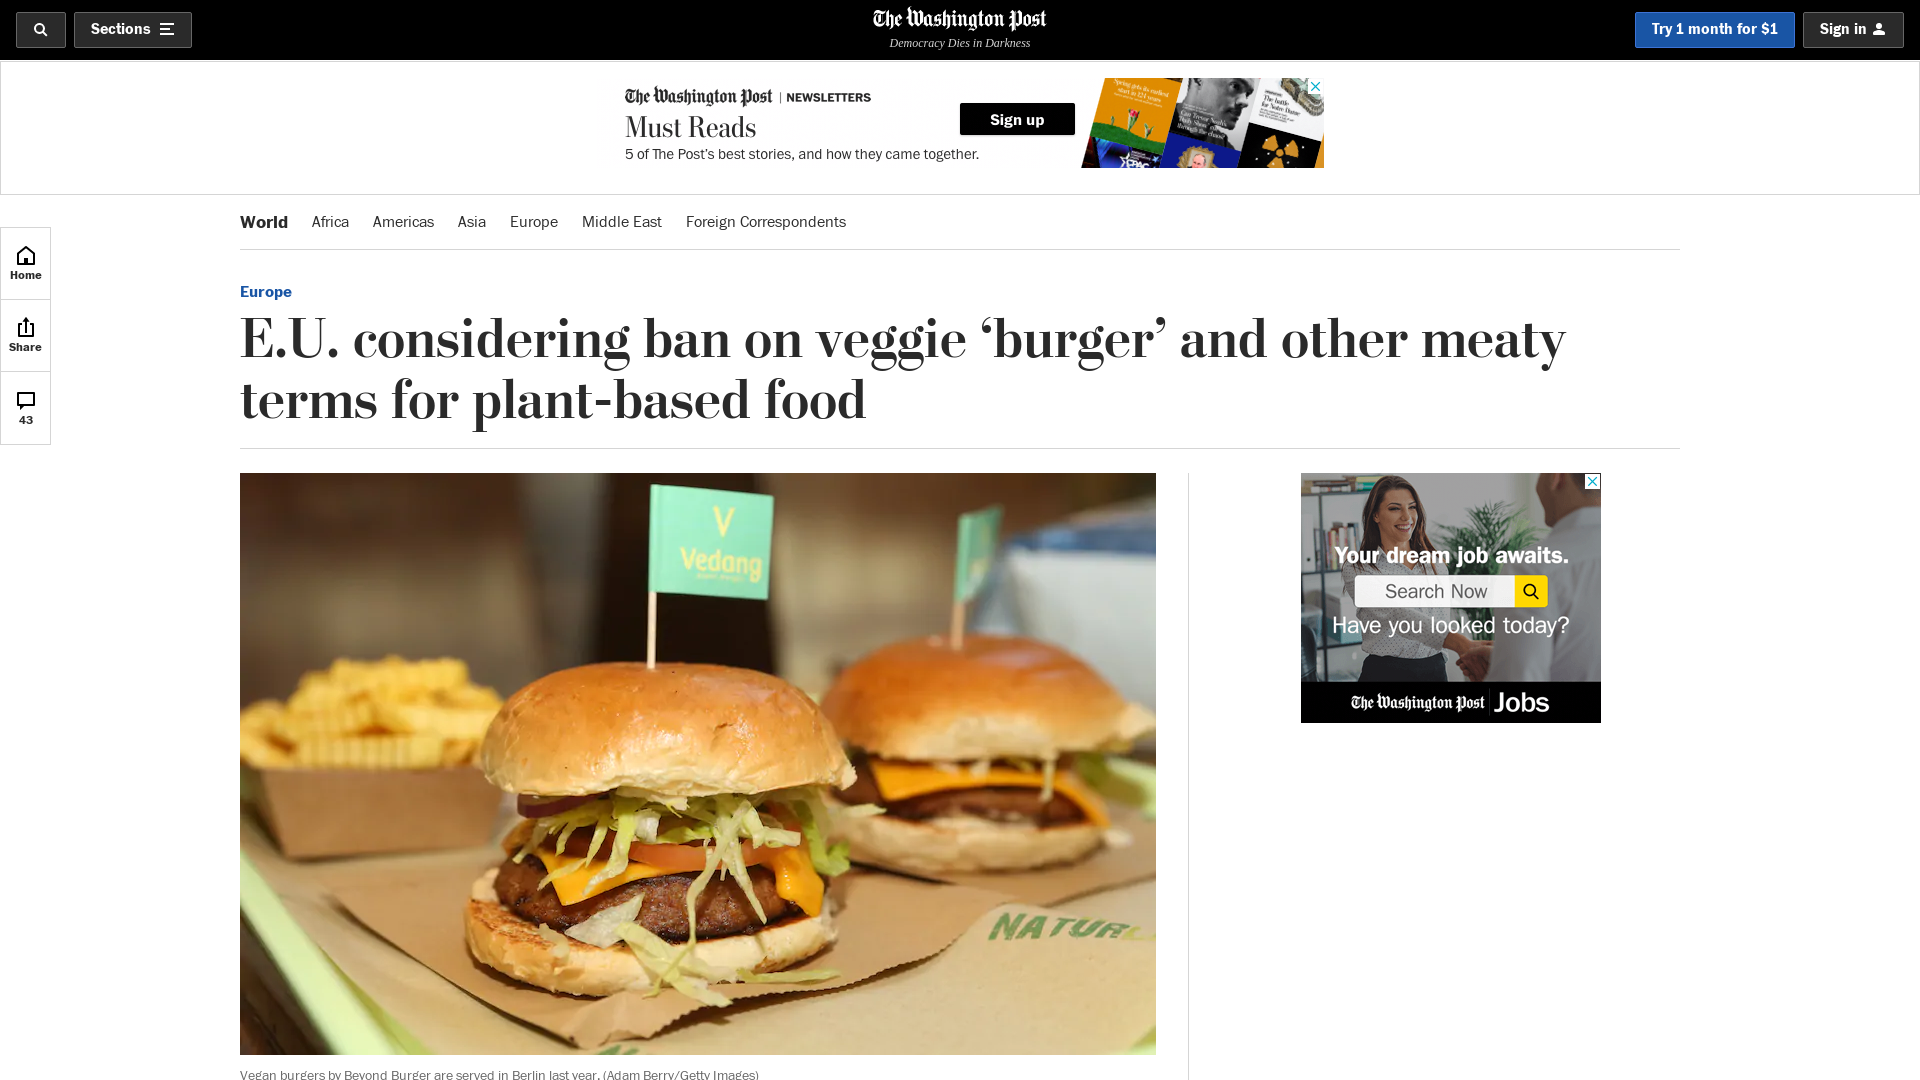 Sections
The Washington Post
Democracy Dies in Darkness
Try 1 month for $1
Sign in
The Washington Post | NEWSLETTERS
Must Reads
5 of The Post's best stories, and how they came together.
Sign up
World Africa Americas Asia Europe Middle East Foreign Correspondents
Home
Share
43
Europe
E.U. considering ban on veggie ‘burger’ and other meaty
terms for plant-based food
V
Vedang
NATUR
Your dream job awaits.
Search Now
Have you looked today?
The Washington Post Jobs
Vegan burgers by Beyond Burger are served in Berlin last year. (Adam Berry/Getty Images)